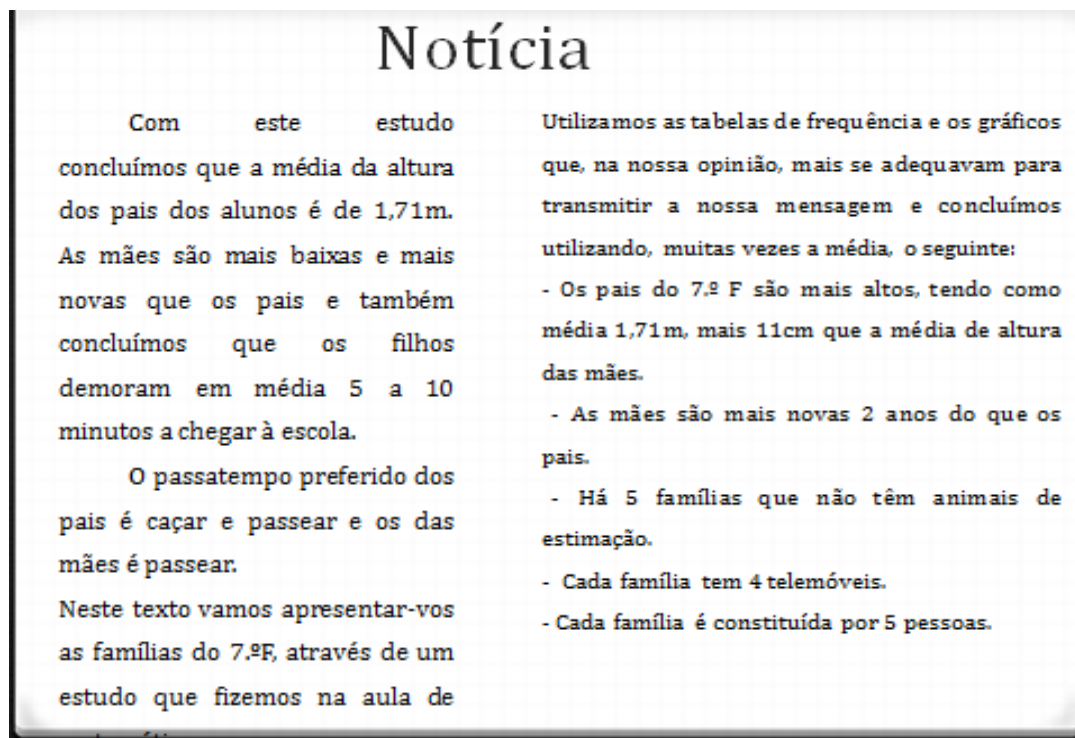 Notícia
Com este estudo
concluímos que a média da altura
dos pais dos alunos é de 1,71m.
As mães são mais baixas e mais
novas que os pais e também
concluímos que os filhos
demoram em média 5 a 10
minutos a chegar à escola.
O passatempo preferido dos
pais é caçar e passear e os das
mães é passear.
Neste texto vamos apresentar-vos
as famílias do 7.ºF, através de um
estudo que fizemos na aula de
Utilizamos as tabelas de frequência e os gráficos
que, na nossa opinião, mais se adequavam para
transmitir a nossa mensagem e concluímos
utilizando, muitas vezes a média, o seguinte:
- Os pais do 7.º F são mais altos, tendo como
média 1,71m, mais 11cm que a média de altura
das mães.
- As mães são mais novas 2 anos do que os
pais.
- Há 5 famílias que não têm animais de
estimação.
- Cada família tem 4 telemóveis.
- Cada família é constituída por 5 pessoas.